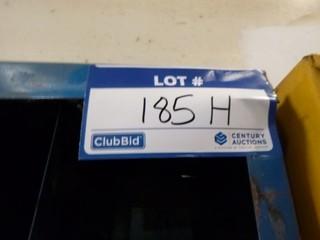 LOT #
185 H
ClubBid
CENTURY
AUCTIONS